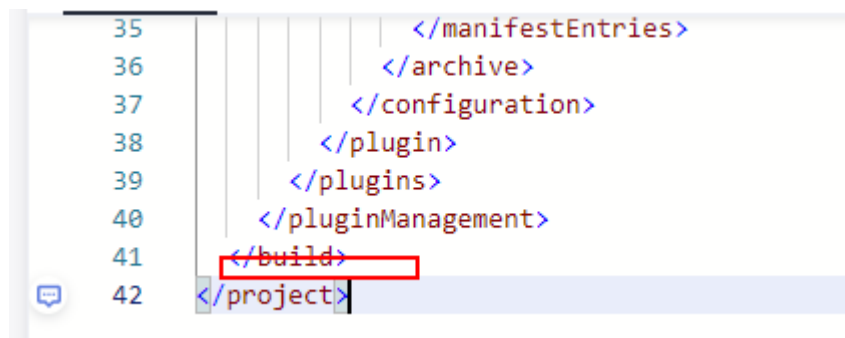 35 </manifestEntries>
36 </archive>
37 </configuration>
38 </plugin>
39 </plugins>
40 </pluginManagement>
41 </build>
42 </project>